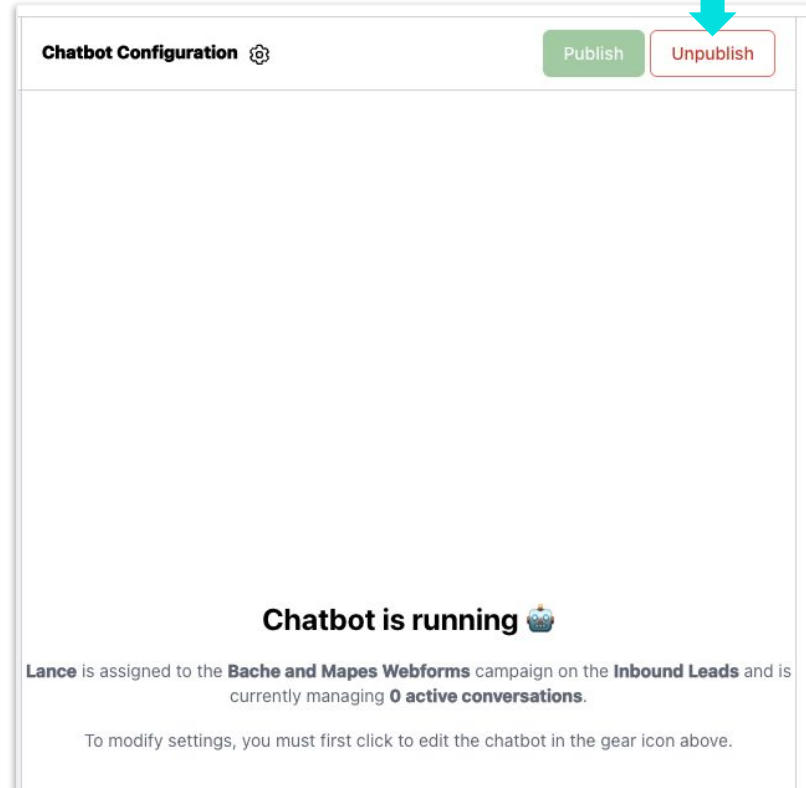 Chatbot Configuration
Publish
Unpublish
Chatbot is running 🤖
Lance is assigned to the Bache and Mapes Webforms campaign on the Inbound Leads and is
currently managing 0 active conversations.
To modify settings, you must first click to edit the chatbot in the gear icon above.